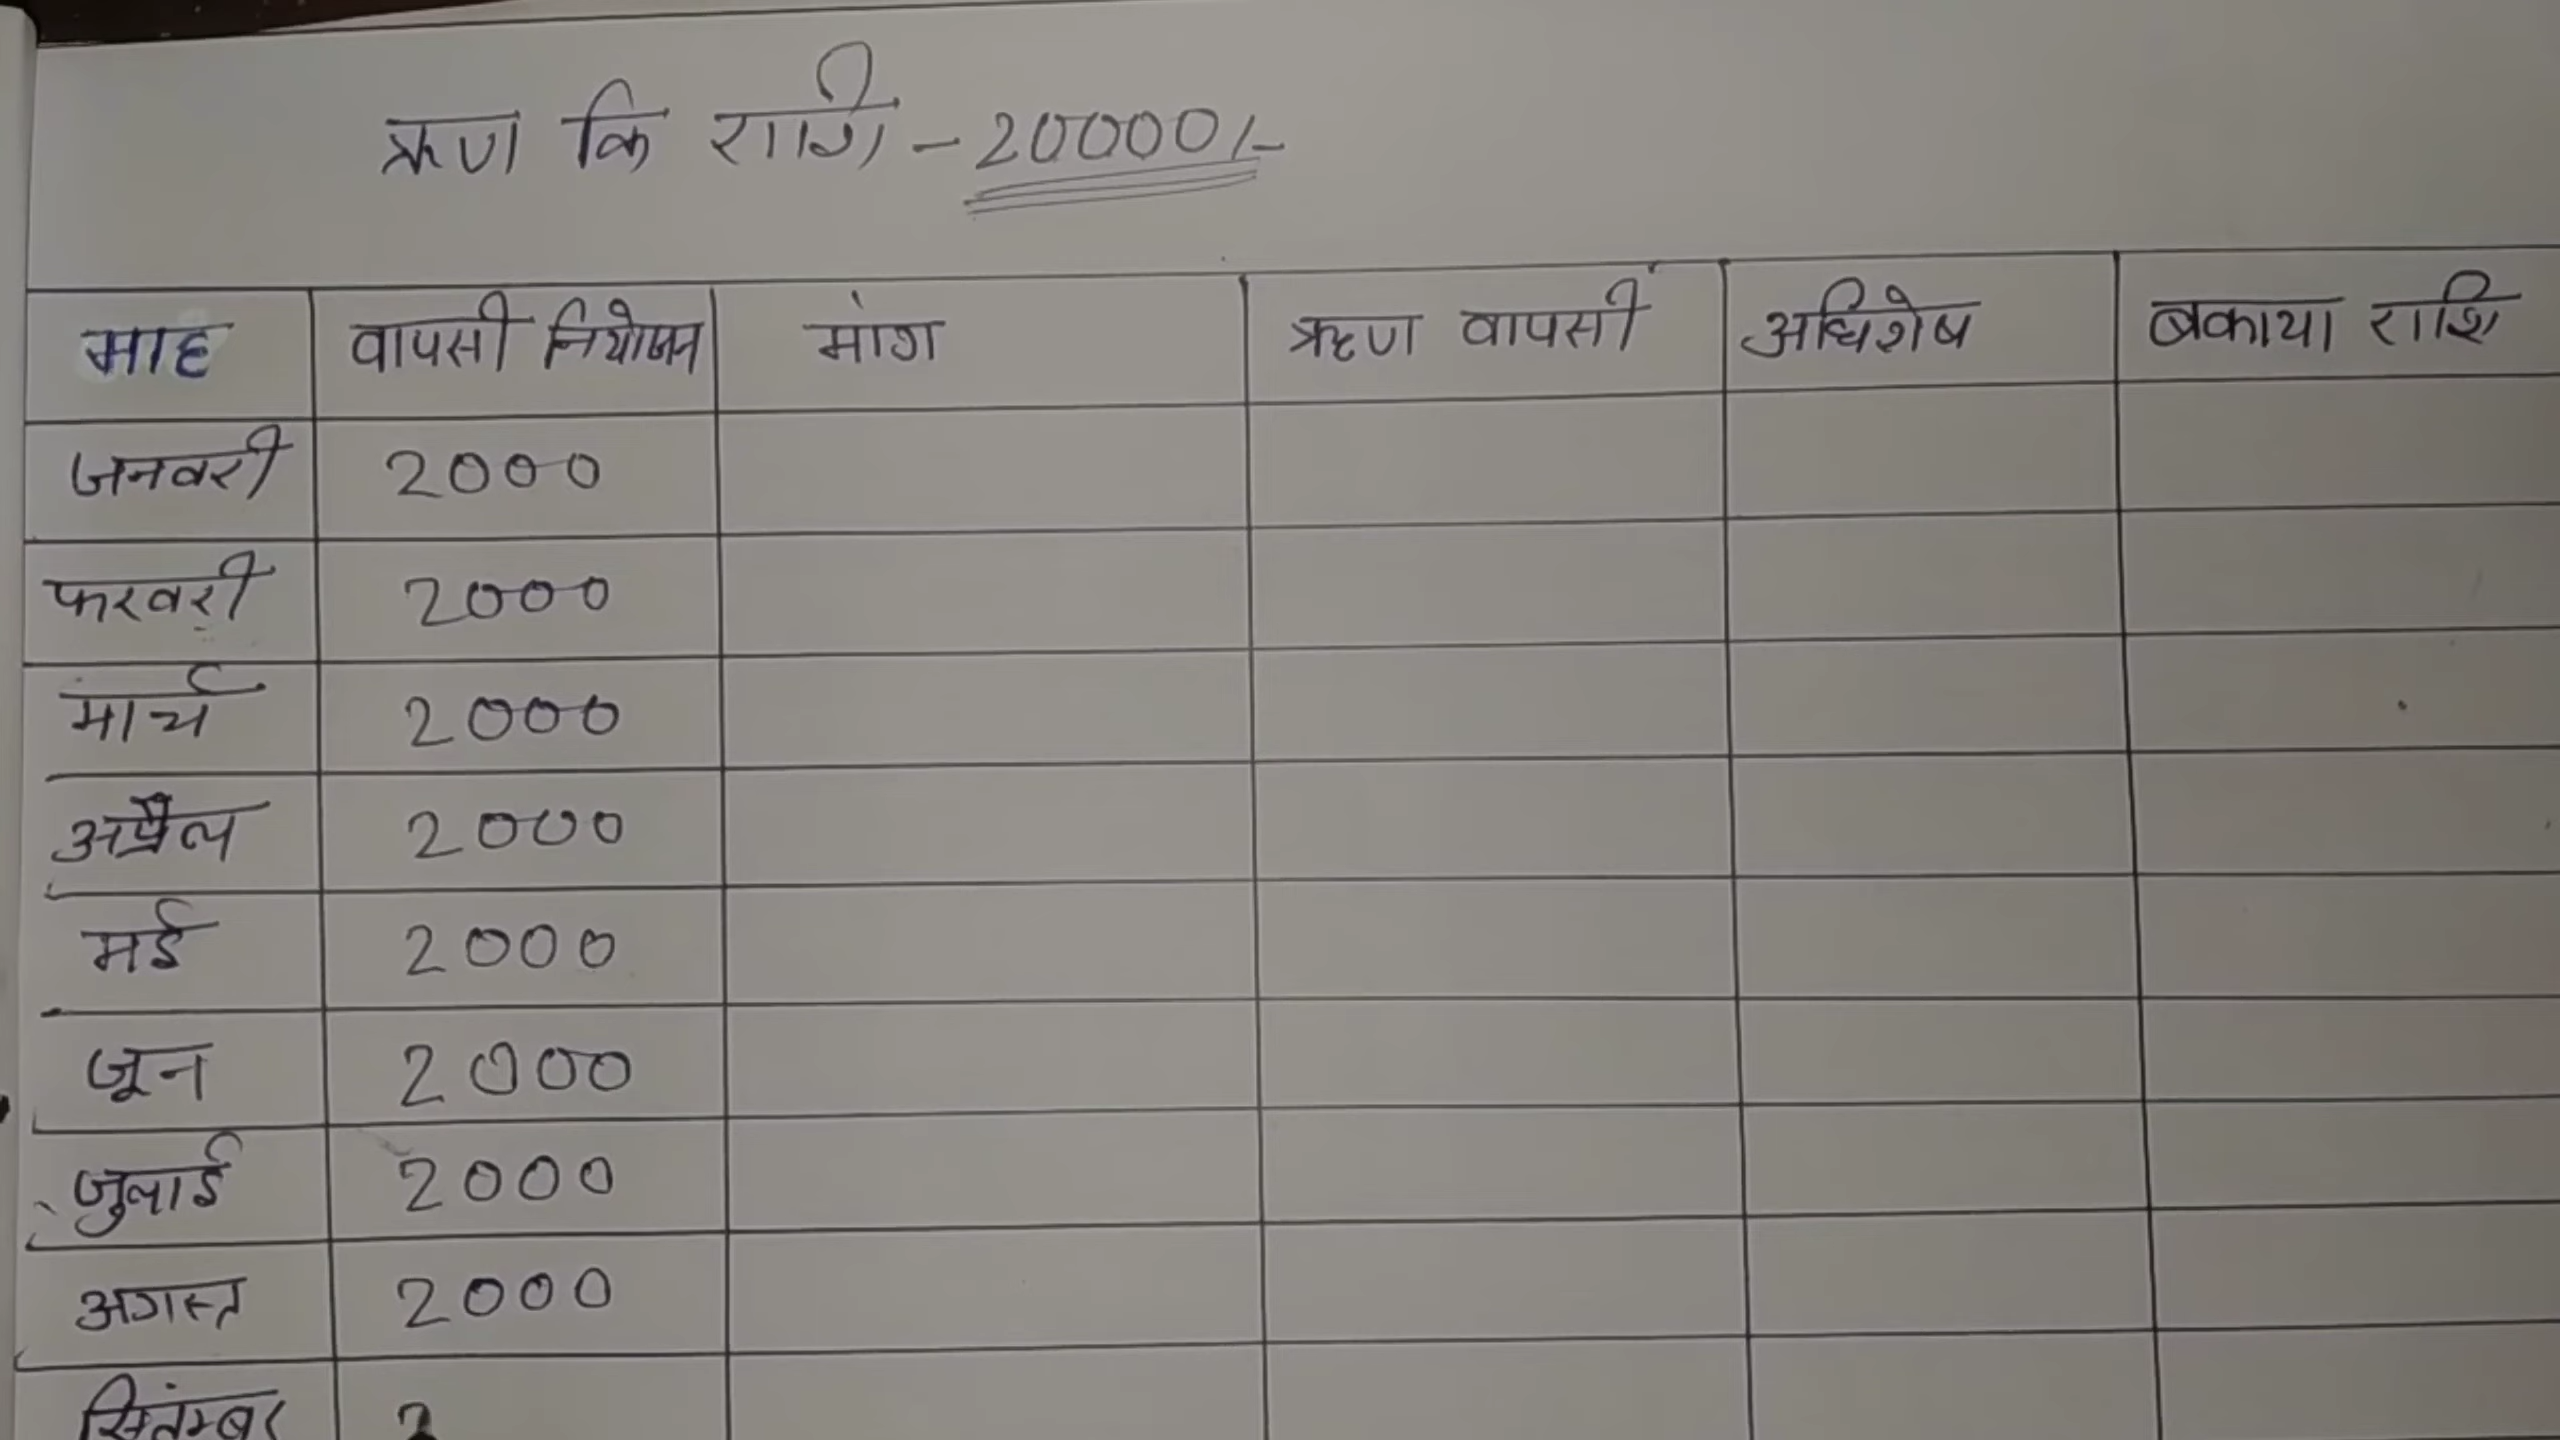 ऋण कि राशि - 20000/-
माह वापसी नियोजन मांग ऋण वापसी अधिशेष बकाया राशि
जनवरी 2000
फरवरी 2000
मार्च 2000
अप्रैल 2000
मई 2000
जून 2000
जुलाई 2000
अगस्त 2000
सितंम्बर 2